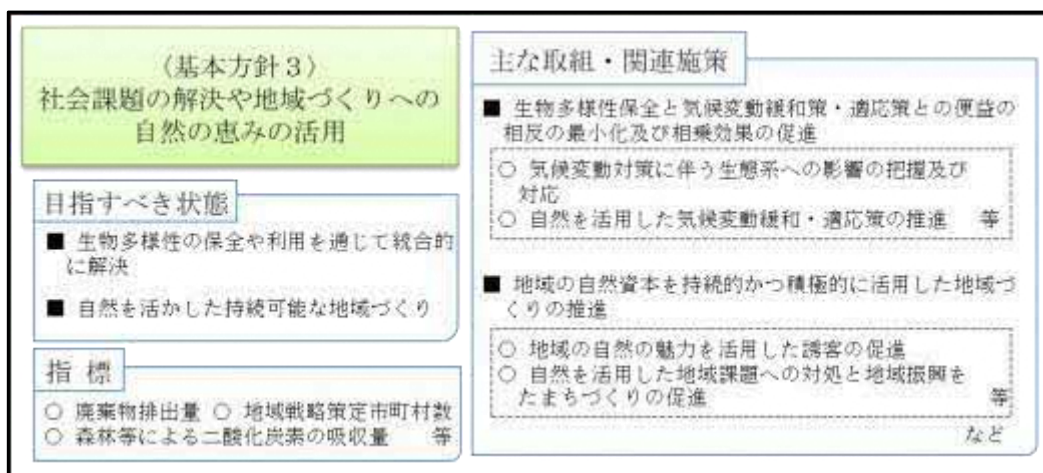 〈基本方針3〉
社会課題の解決や地域づくりへの
自然の恵みの活用
目指すべき状態
■ 生物多様性の保全や利用を通じて統合的
に解決
■ 自然を活かした持続可能な地域づくり
指 標
○ 廃棄物排出量 ○ 地域戦略策定市町村数
○ 森林等による二酸化炭素の吸収量 等
主な取組・関連施策
■ 生物多様性保全と気候変動緩和策・適応策との便益の
相反の最小化及び相乗効果の促進
○ 気候変動対策に伴う生態系への影響の把握及び
対応
○ 自然を活用した気候変動緩和・適応策の推進 等
■ 地域の自然資本を持続的かつ積極的に活用した地域づ
くりの推進
○ 地域の自然の魅力を活用した誘客の促進
○ 自然を活用した地域課題への対処と地域振興を
たまちづくりの促進 等
など